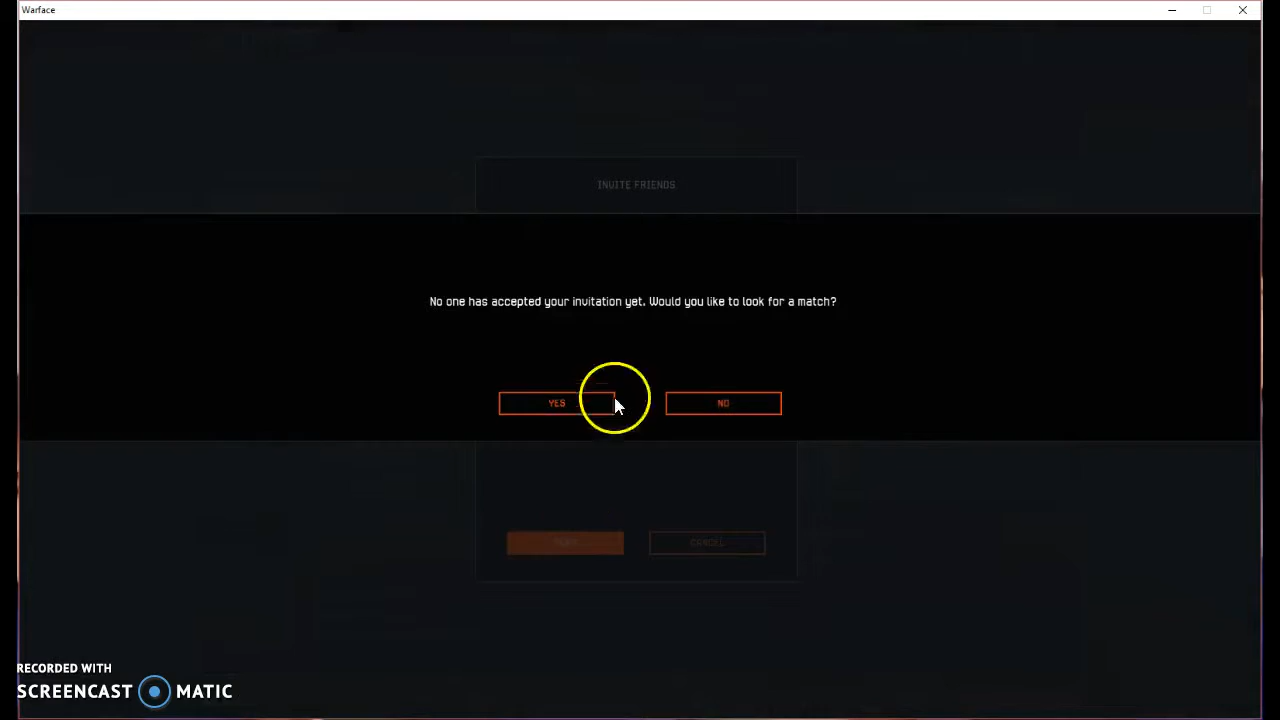 Warface
INVITE FRIENDS
No one has accepted your invitation yet. Would you like to look for a match?
YES
NO
CANCEL
RECORDED WITH
SCREENCAST MATIC